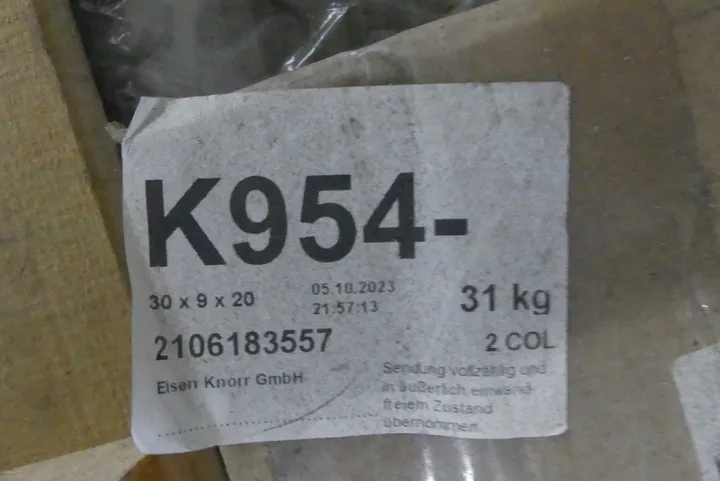 K954-
30 x 9 x 20
05.10.2023
21:57:13
31 kg
2106183557
2 COL
Eisen Knorr GmbH
Sendung vollzählig und
in äußerlich einwand-
freiem Zustand
übernommen.